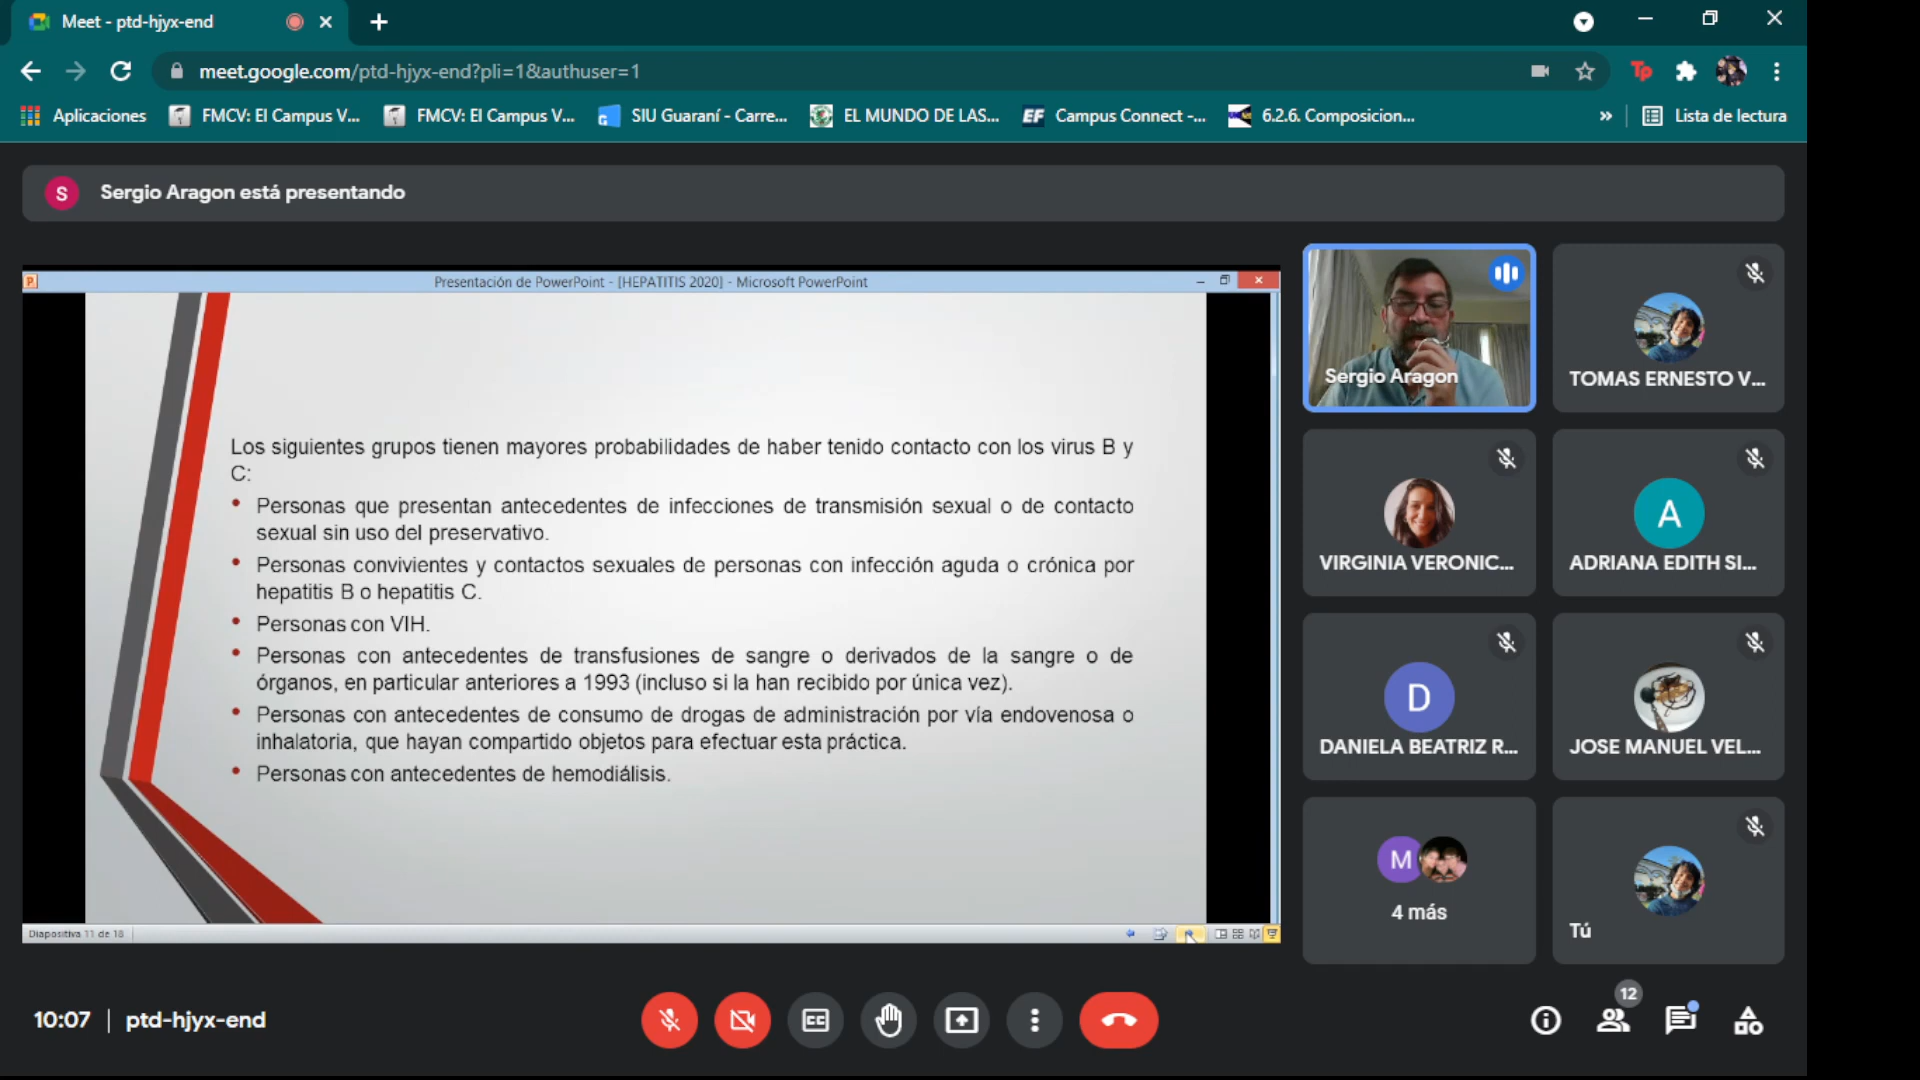 Meet - ptd-hjyx-end
meet.google.com/ptd-hjyx-end?pli=1&authuser=1
Tp
Aplicaciones
FMCV: El Campus V...
FMCV: El Campus V...
G
SIU Guaraní - Carre...
EL MUNDO DE LAS...
EF
Campus Connect -...
6.2.6. Composicion...
»
Lista de lectura
S
Sergio Aragon está presentando
P
Presentación de PowerPoint - [HEPATITIS 2020] - Microsoft PowerPoint
Los siguientes grupos tienen mayores probabilidades de haber tenido contacto con los virus B y
C:
• Personas que presentan antecedentes de infecciones de transmisión sexual o de contacto
sexual sin uso del preservativo.
• Personas convivientes y contactos sexuales de personas con infección aguda o crónica por
hepatitis B o hepatitis C.
• Personas con VIH.
• Personas con antecedentes de transfusiones de sangre o derivados de la sangre o de
órganos, en particular anteriores a 1993 (incluso si la han recibido por única vez).
• Personas con antecedentes de consumo de drogas de administración por vía endovenosa o
inhalatoria, que hayan compartido objetos para efectuar esta práctica.
• Personas con antecedentes de hemodiálisis.
Diapositiva 11 de 18
Sergio Aragon
TOMAS ERNESTO V...
VIRGINIA VERONIC...
A
ADRIANA EDITH SI...
D
DANIELA BEATRIZ R...
JOSE MANUEL VEL...
M
4 más
Tú
10:07 | ptd-hjyx-end
CC
12